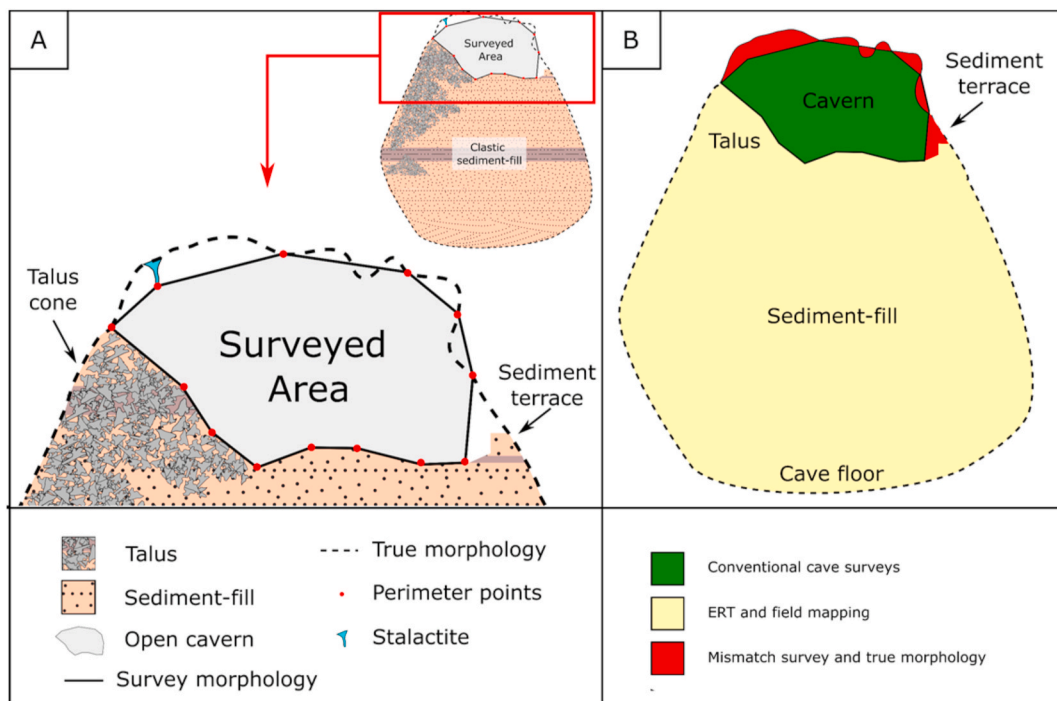 A
Surveyed
Area
Clastic
sediment-fill
Talus
cone
Surveyed
Area
Sediment
terrace
Talus
Sediment-fill
Open cavern
Survey morphology
True morphology
Perimeter points
Stalactite
B
Sediment
terrace
Cavern
Talus
Sediment-fill
Cave floor
Conventional cave surveys
ERT and field mapping
Mismatch survey and true morphology